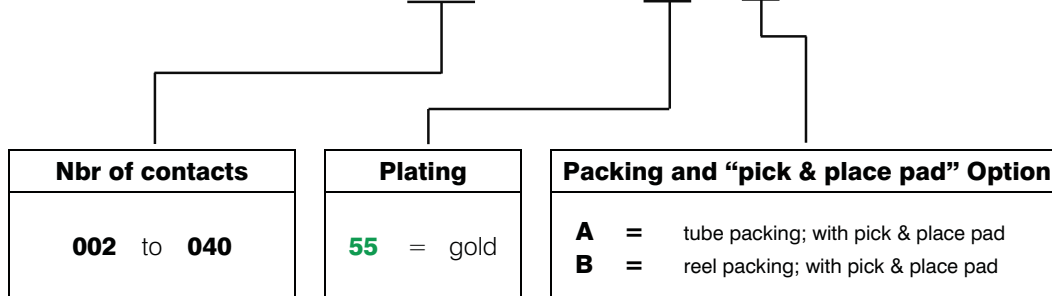 Nbr of contacts
002 to 040
Plating
55 = gold
Packing and “pick & place pad” Option
A = tube packing; with pick & place pad
B = reel packing; with pick & place pad